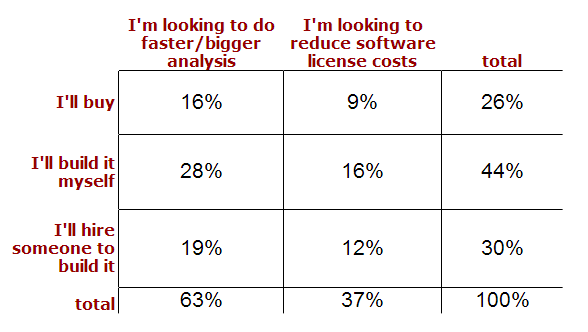 I'm looking to do
faster/bigger
analysis
I'm looking to
reduce software
license costs
total
I'll buy
16%
9%
26%
I'll build it
myself
28%
16%
44%
I'll hire
someone to
build it
19%
12%
30%
total
63%
37%
100%